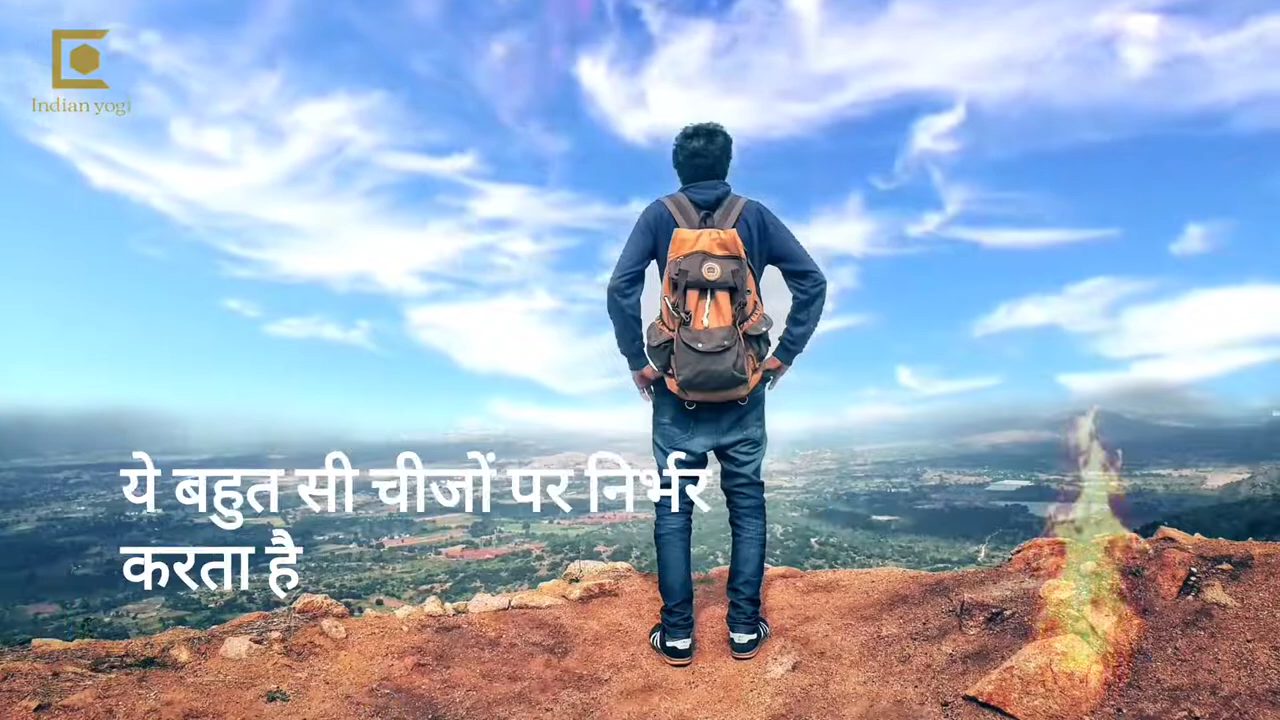 Indian yogi
ये बहुत सी चीजों पर निर्भर
करता है